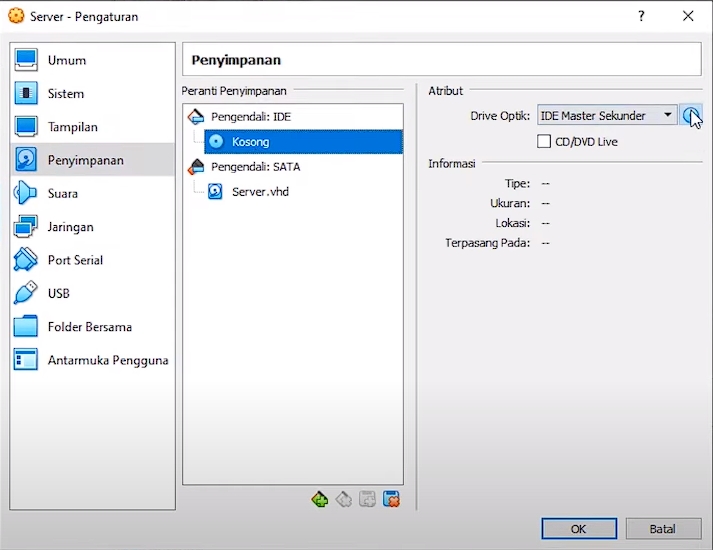 Server - Pengaturan
?
Umum
Sistem
Tampilan
Penyimpanan
Suara
Jaringan
Port Serial
USB
Folder Bersama
Antarmuka Pengguna
Penyimpanan
Peranti Penyimpanan
Pengendali: IDE
Kosong
Pengendali: SATA
Server.vhd
Atribut
Drive Optik: IDE Master Sekunder
CD/DVD Live
Informasi
Tipe: --
Ukuran: --
Lokasi: --
Terpasang Pada: --
OK
Batal